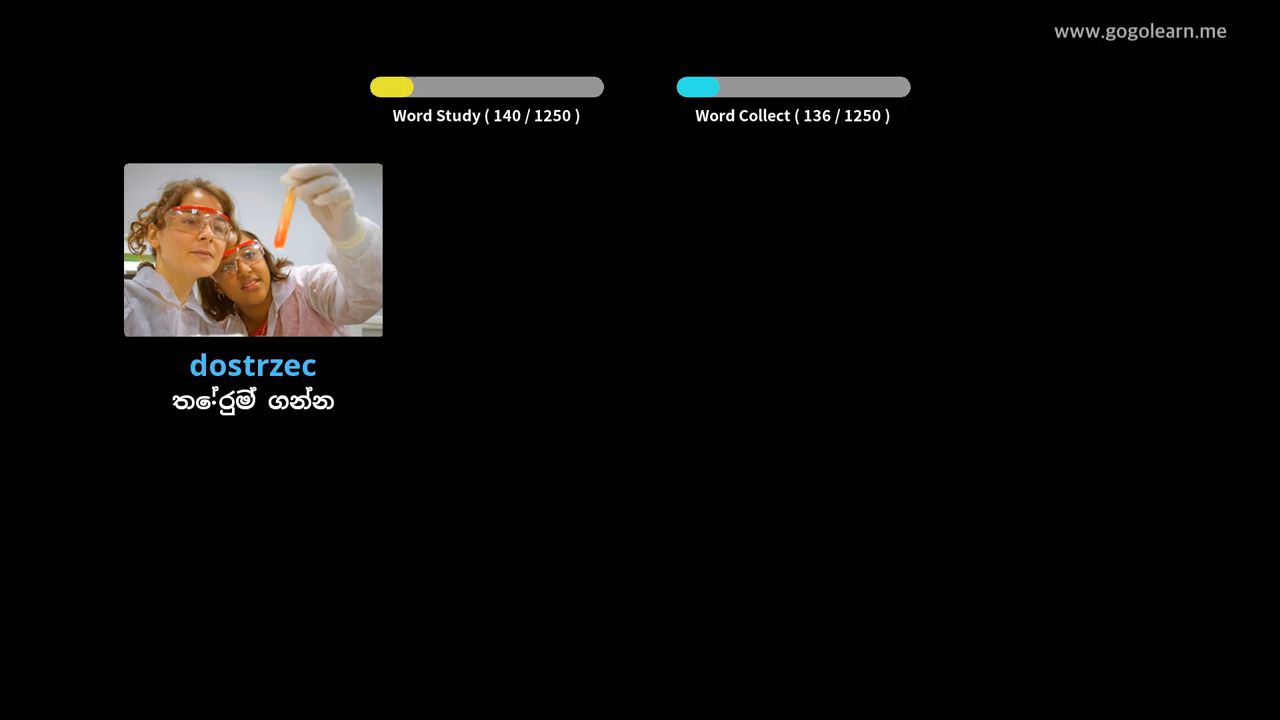 www.gogolearn.me
Word Study ( 140 / 1250 )
Word Collect ( 136 / 1250 )
dostrzec
තේරුම් ගන්න